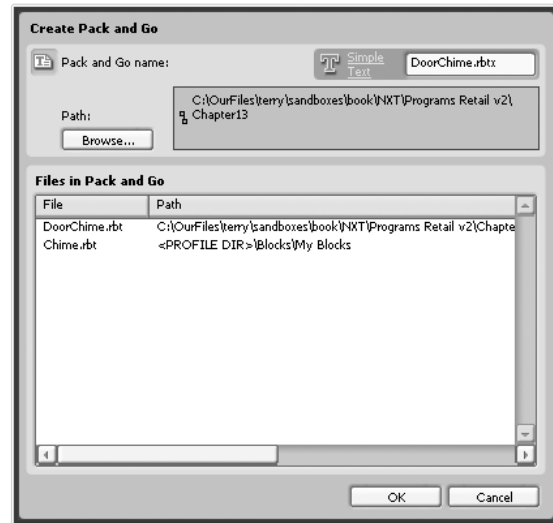 Create Pack and Go
Pack and Go name:
Simple Text
DoorChime.rbtx
Path:
Browse...
C:\OurFiles\terry\sandboxes\book\NXT\Programs Retail v2\
Chapter13
Files in Pack and Go
File Path
DoorChime.rbt C:\OurFiles\terry\sandboxes\book\NXT\Programs Retail v2\Chapte
Chime.rbt <PROFILE DIR>\Blocks\My Blocks
OK Cancel